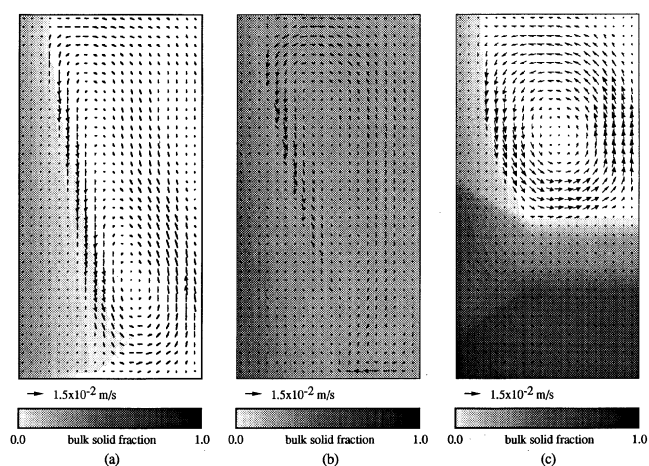 1.5x10-2 m/s 1.5x10-2 m/s 1.5x10-2 m/s
0.0 bulk solid fraction 1.0 0.0 bulk solid fraction 1.0 0.0 bulk solid fraction 1.0
(a) (b) (c)